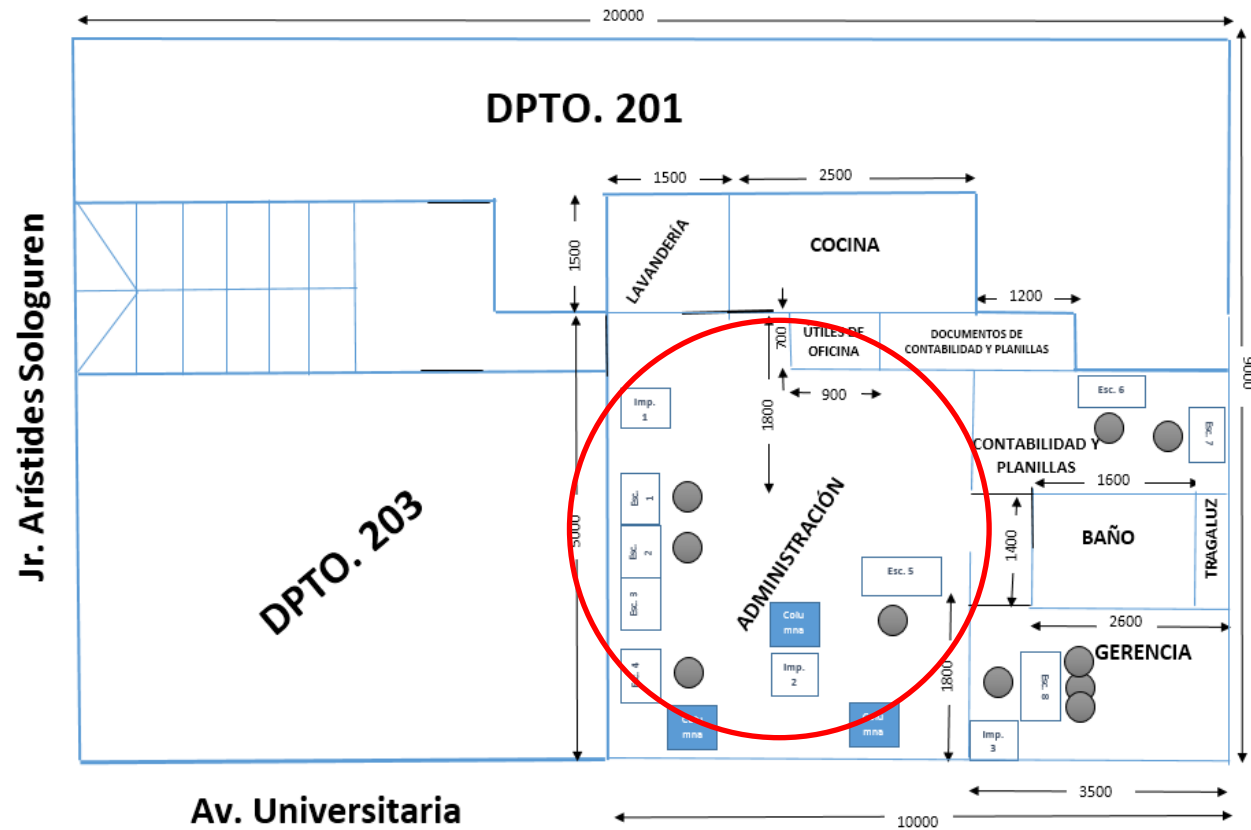 20000
DPTO. 201
1500
2500
LAVANDERÍA
COCINA
1500
1200
700
UTILES DE
OFICINA
DOCUMENTOS DE
CONTABILIDAD Y PLANILLAS
900
9000
Jr. Arístides Sologuren
Imp.
1
1800
Esc. 6
Esc. 7
CONTABILIDAD Y
PLANILLAS
1600
Esc.
1
5000
DPTO. 203
Esc.
2
Esc. 3
Esc. 4
ADMINISTRACIÓN
1400
BAÑO
TRAGALUZ
Esc. 5
Colu
mna
2600
GERENCIA
Imp.
2
1800
Esc. 8
Colu
mna
Colu
mna
Imp.
3
3500
Av. Universitaria
10000